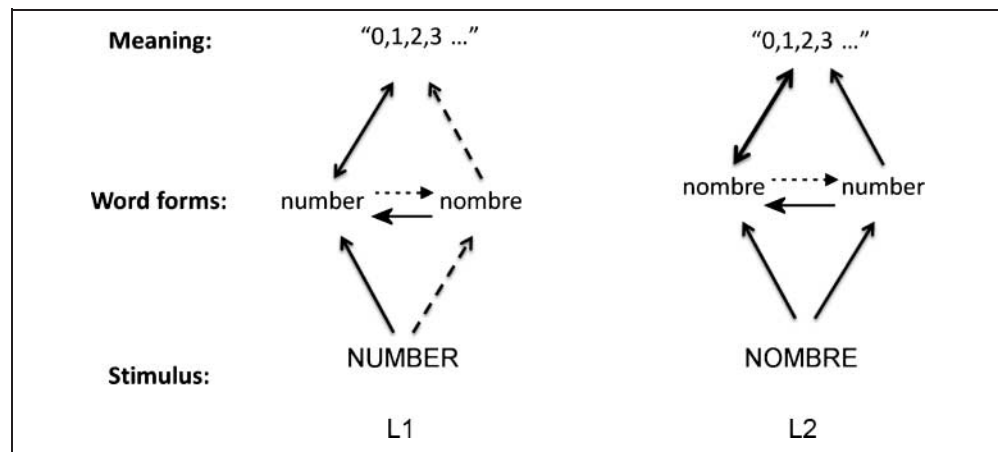 Meaning: "0,1,2,3 ..." "0,1,2,3 ..."
Word forms: number nombre nombre number
NUMBER NOMBRE
Stimulus:
L1 L2